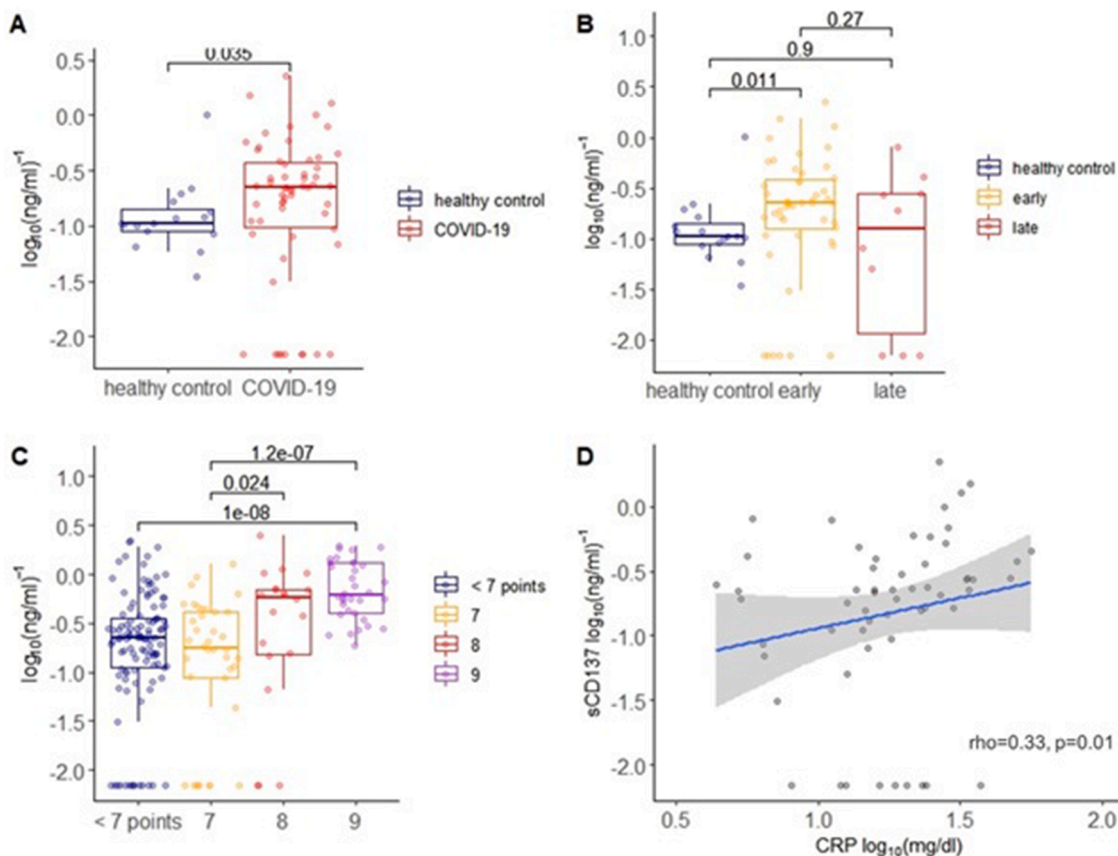 A
log10(ng/ml)⁻¹
0.5
0.0
-0.5
-1.0
-1.5
-2.0
0.035
healthy control
COVID-19
healthy control COVID-19
B
log10(ng/ml)⁻¹
1.0
0.5
0.0
-0.5
-1.0
-1.5
-2.0
0.27
0.9
0.011
healthy control
early
late
healthy control early late
C
log10(ng/ml)⁻¹
1.0
0.5
-0.0
-0.5
-1.0
-1.5
-2.0
1.2e-07
0.024
1e-08
< 7 points
7
8
9
< 7 points 7 8 9
D
sCD137 log10(ng/ml)⁻¹
0.0
-0.5
-1.0
-1.5
-2.0
rho=0.33, p=0.01
0.5 1.0 1.5 2.0
CRP log10(mg/dl)